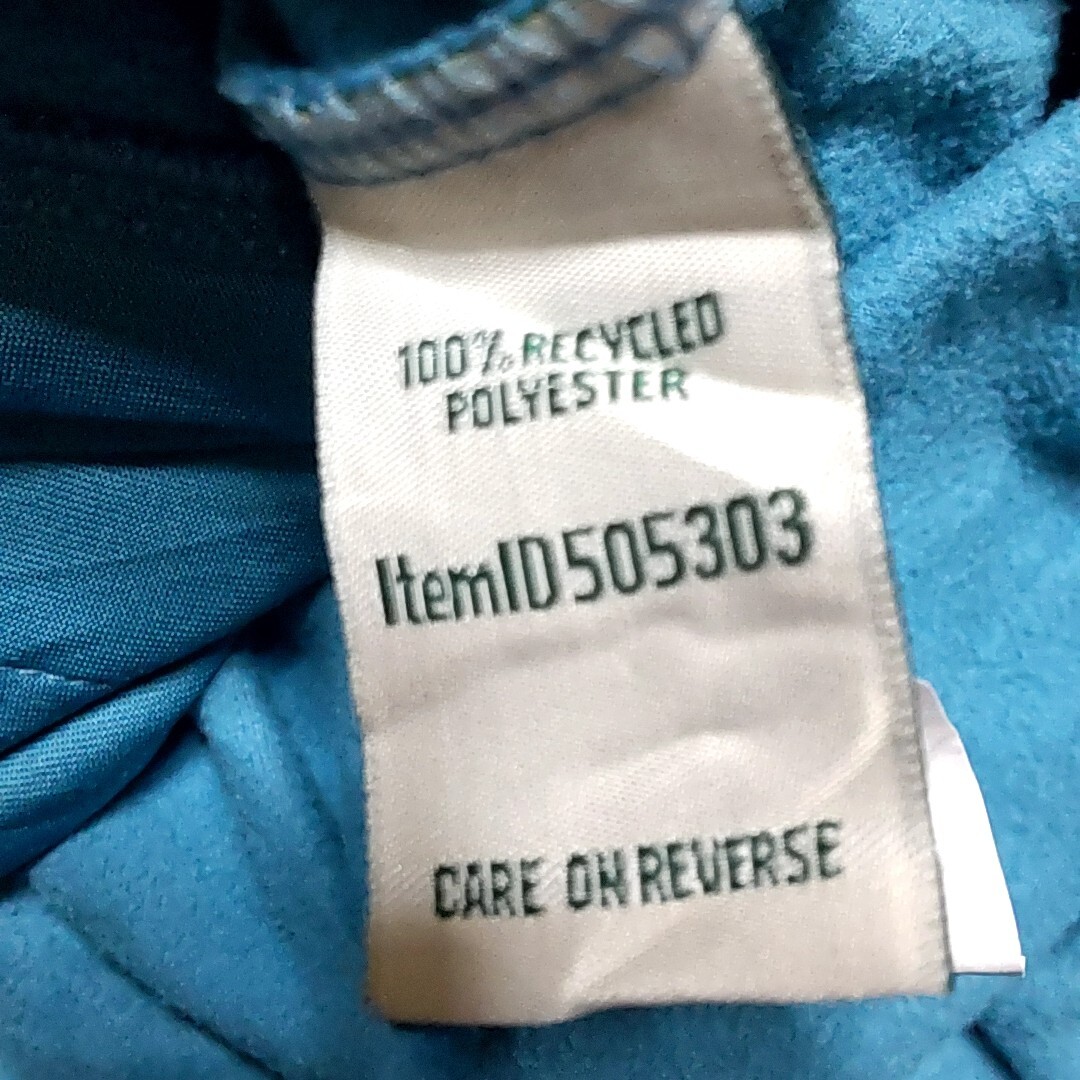 100% RECYCLED
POLYESTER
ItemID505303
CARE ON REVERSE